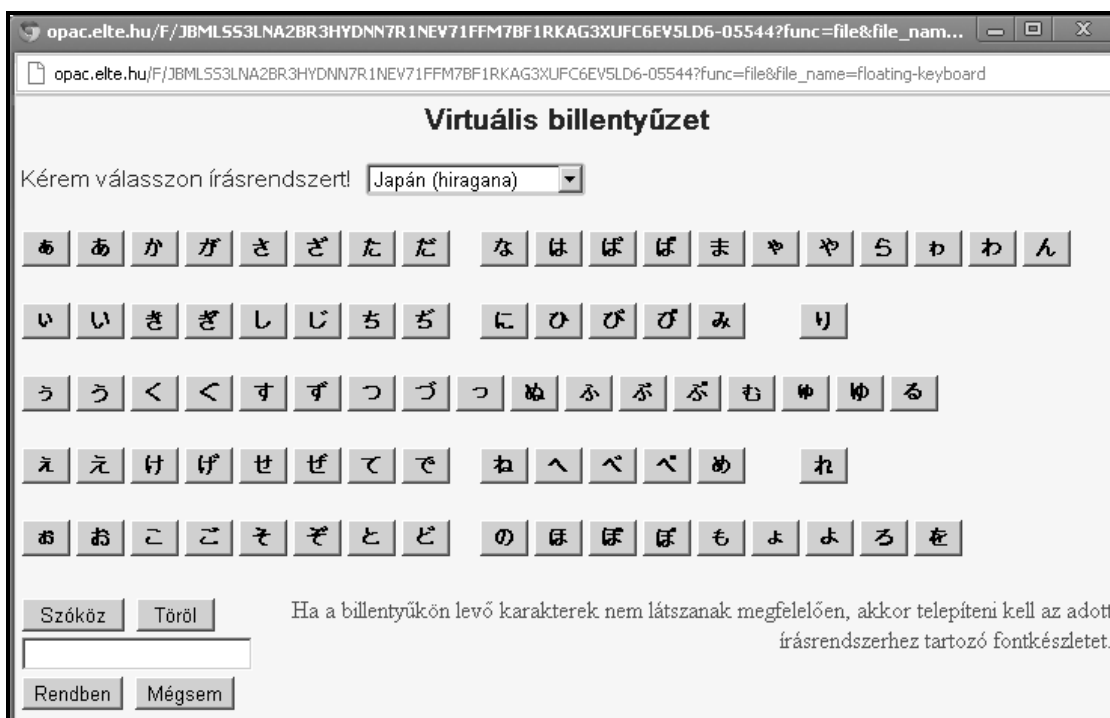 opac.elte.hu/F/JBMLSS3LNA2BR3HYDNN7R1NEV71FFM7BF1RKAG3XUFC6EV5LD6-05544?func=file&file_nam...
opac.elte.hu/F/JBMLSS3LNA2BR3HYDNN7R1NEV71FFM7BF1RKAG3XUFC6EV5LD6-05544?func=file&file_name=floating-keyboard
Virtuális billentyűzet
Kérem válasszon írásrendszert! Japán (hiragana)
ぁ あ か が さ ざ た だ な は ば ぱ ま ゃ や ら ゎ わ ん
ぃ い き ぎ し じ ち ぢ に ひ び ぴ み り
ぅ う く ぐ す ず つ づ っ ぬ ふ ぶ ぷ む ゅ ゆ る
ぇ え け げ せ ぜ て で ね へ べ ぺ め れ
ぉ お こ ご そ ぞ と ど の ほ ぼ ぽ も ょ よ ろ を
Szóköz Töröl
Ha a billentyűkön levő karakterek nem látszanak megfelelően, akkor telepíteni kell az adott
írásrendszerhez tartozó fontkészletet.
Rendben Mégsem